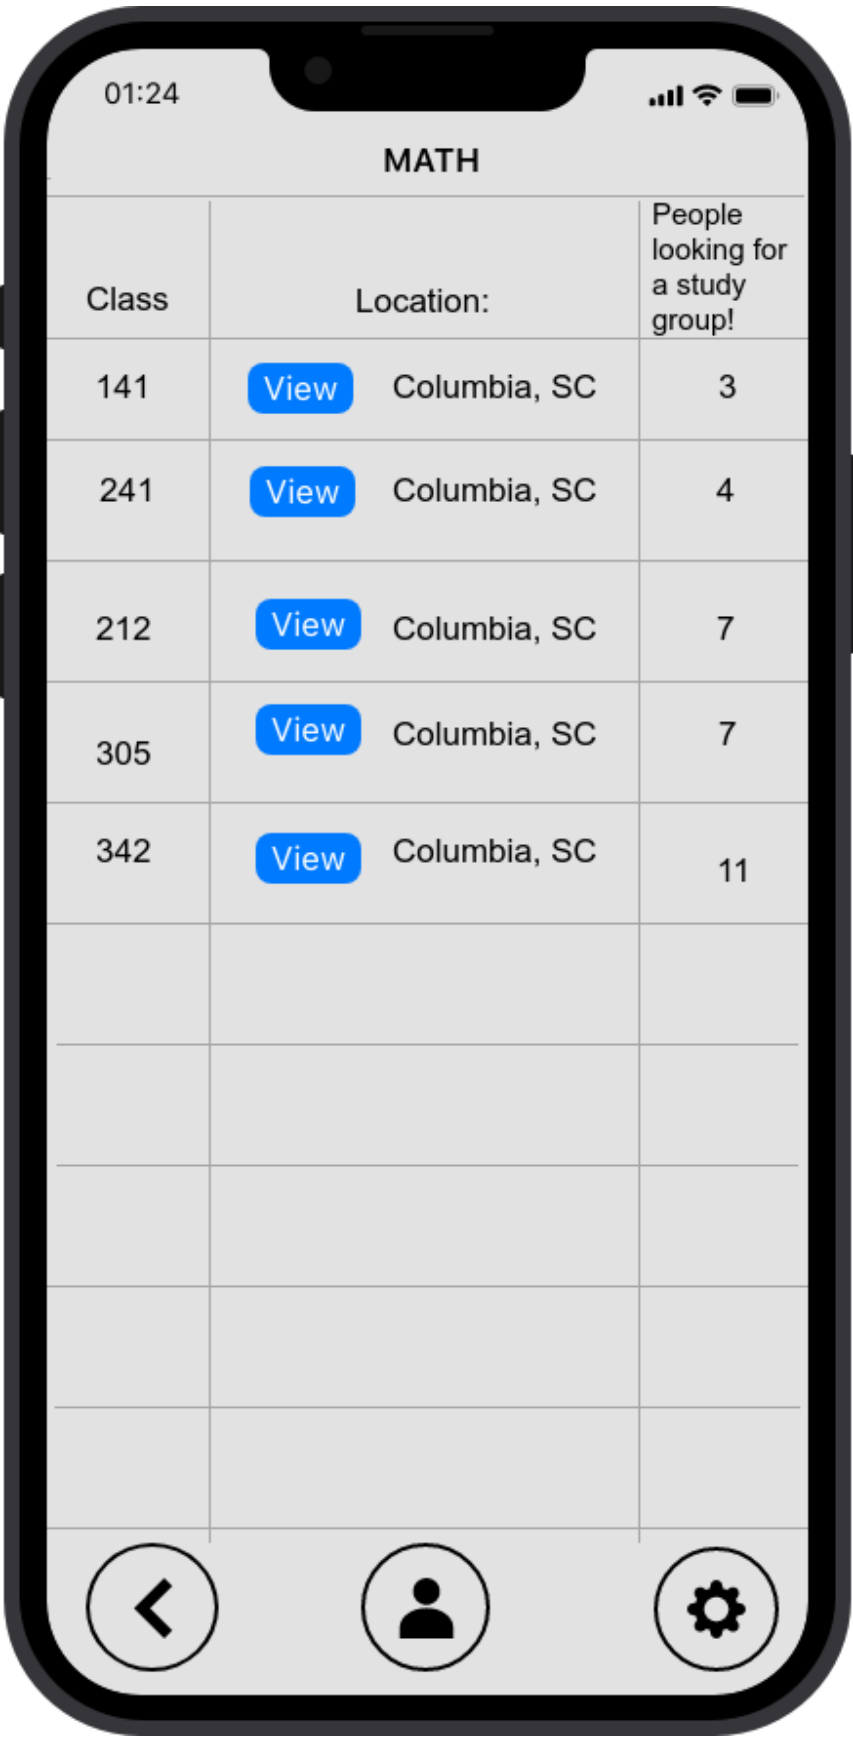 01:24
MATH
Class
Location:
People
looking for
a study
group!
141 View Columbia, SC 3
241 View Columbia, SC 4
212 View Columbia, SC 7
305 View Columbia, SC 7
342 View Columbia, SC 11